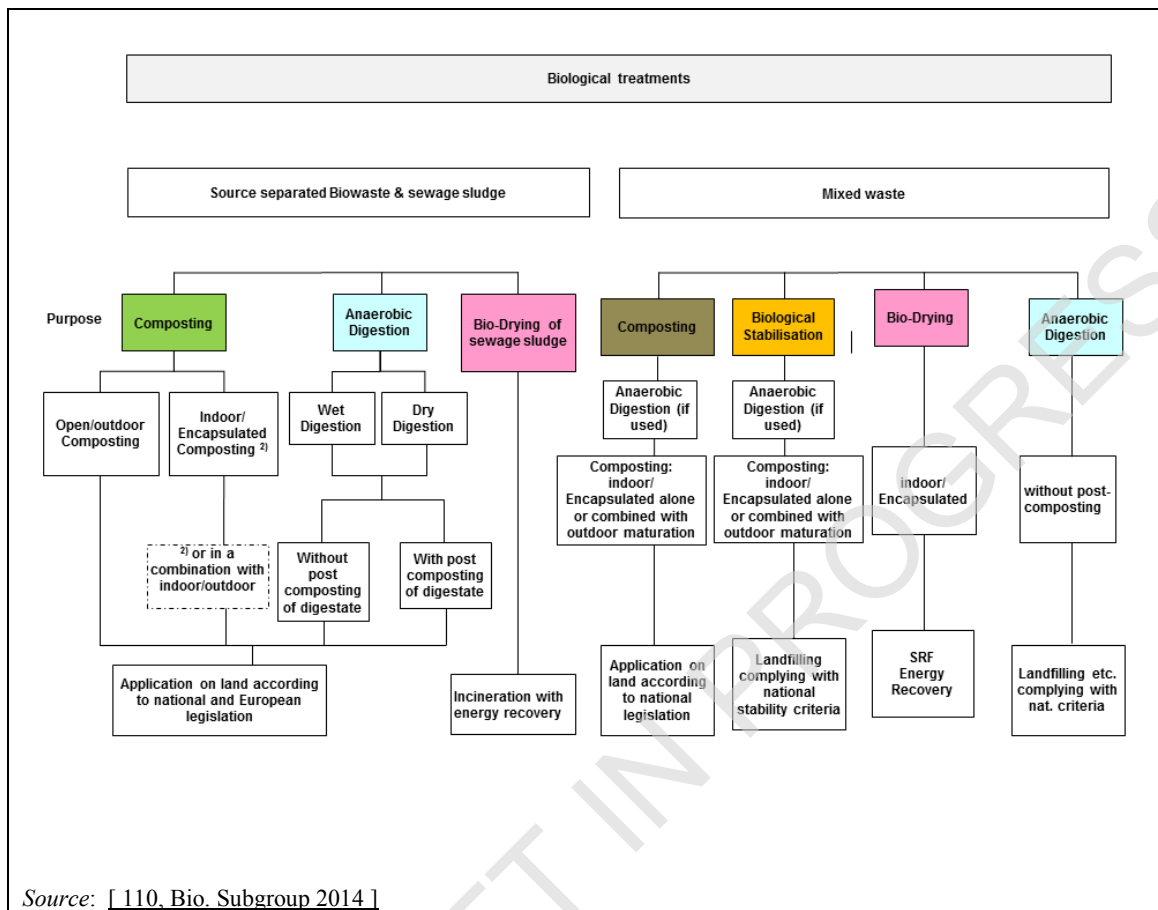 Biological treatments
Source separated Biowaste & sewage sludge
Mixed waste
Purpose
Composting
Anaerobic
Digestion
Bio-Drying of
sewage sludge
Composting
Biological
Stabilisation
Bio-Drying
Anaerobic
Digestion
Open/outdoor
Composting
Indoor/
Encapsulated
Composting 2)
Wet
Digestion
Dry
Digestion
Anaerobic
Digestion (if
used)
Anaerobic
Digestion (if
used)
Composting:
indoor/
Encapsulated alone
or combined with
outdoor maturation
Composting:
indoor/
Encapsulated alone
or combined with
outdoor maturation
indoor/
Encapsulated
without post-
composting
2) or in a
combination with
indoor/outdoor
Without
post
composting
of digestate
With post
composting
of digestate
Application on land according
to national and European
legislation
Incineration with
energy recovery
Application on
land according
to national
legislation
Landfilling
complying with
national
stability criteria
SRF
Energy
Recovery
Landfilling etc.
complying with
nat. criteria
Source: [ 110, Bio. Subgroup 2014 ]
T IN PROGRESS